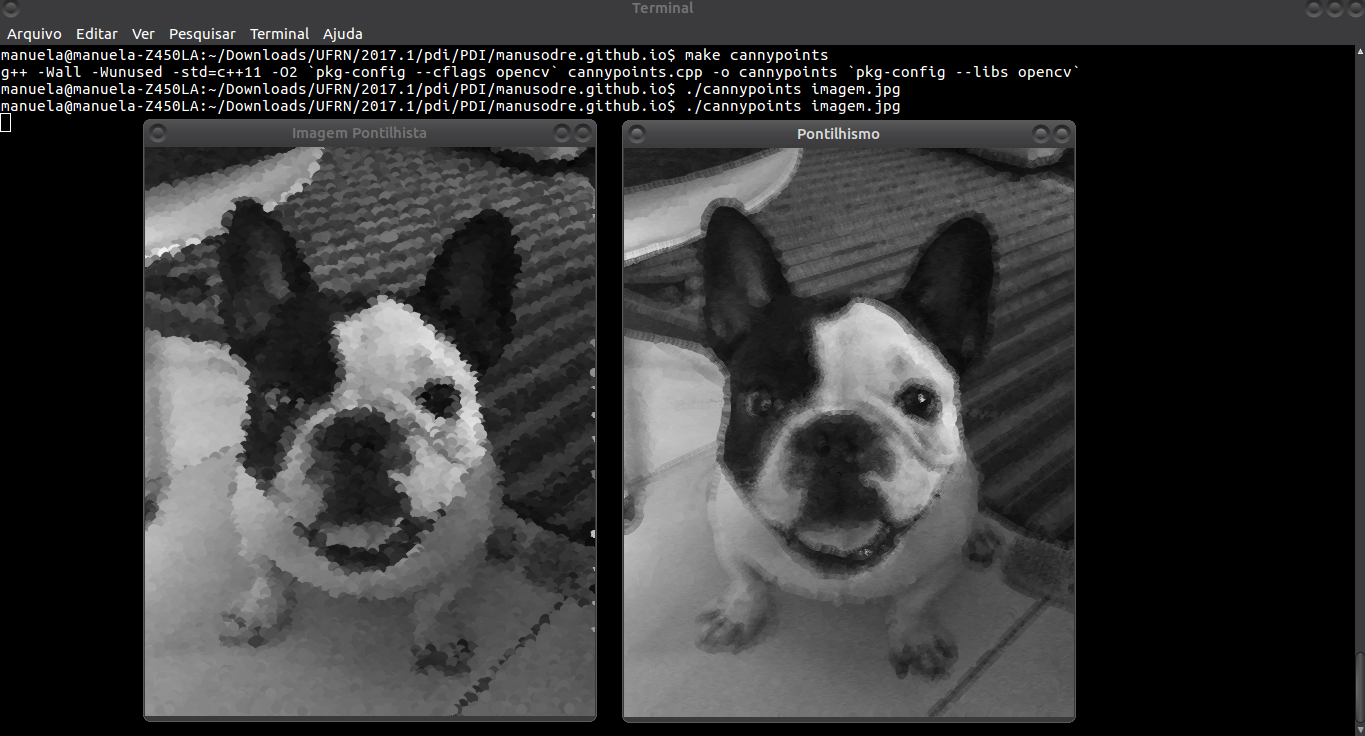 Terminal
Arquivo Editar Ver Pesquisar Terminal Ajuda
manuela@manuela-Z450LA:~/Downloads/UFRN/2017.1/pdi/PDI/manusodre.github.io$ make cannypoints
g++ -Wall -Wunused -std=c++11 -O2 `pkg-config --cflags opencv` cannypoints.cpp -o cannypoints `pkg-config --libs opencv`
manuela@manuela-Z450LA:~/Downloads/UFRN/2017.1/pdi/PDI/manusodre.github.io$ ./cannypoints imagem.jpg
manuela@manuela-Z450LA:~/Downloads/UFRN/2017.1/pdi/PDI/manusodre.github.io$ ./cannypoints imagem.jpg
Imagem Pontilhista
Pontilhismo